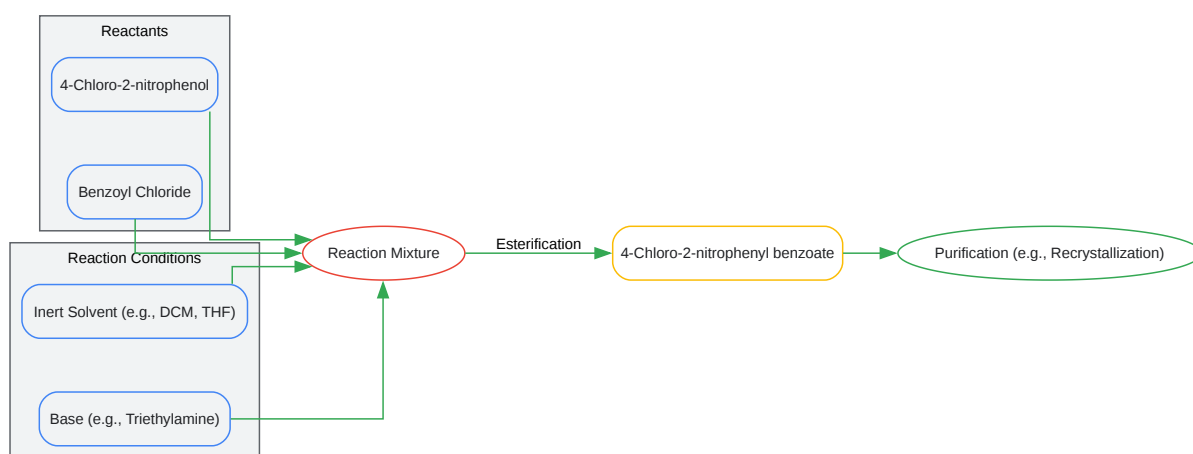 Reactants
4-Chloro-2-nitrophenol
Benzoyl Chloride
Reaction Conditions
Inert Solvent (e.g., DCM, THF)
Base (e.g., Triethylamine)
Reaction Mixture
Esterification
4-Chloro-2-nitrophenyl benzoate
Purification (e.g., Recrystallization)